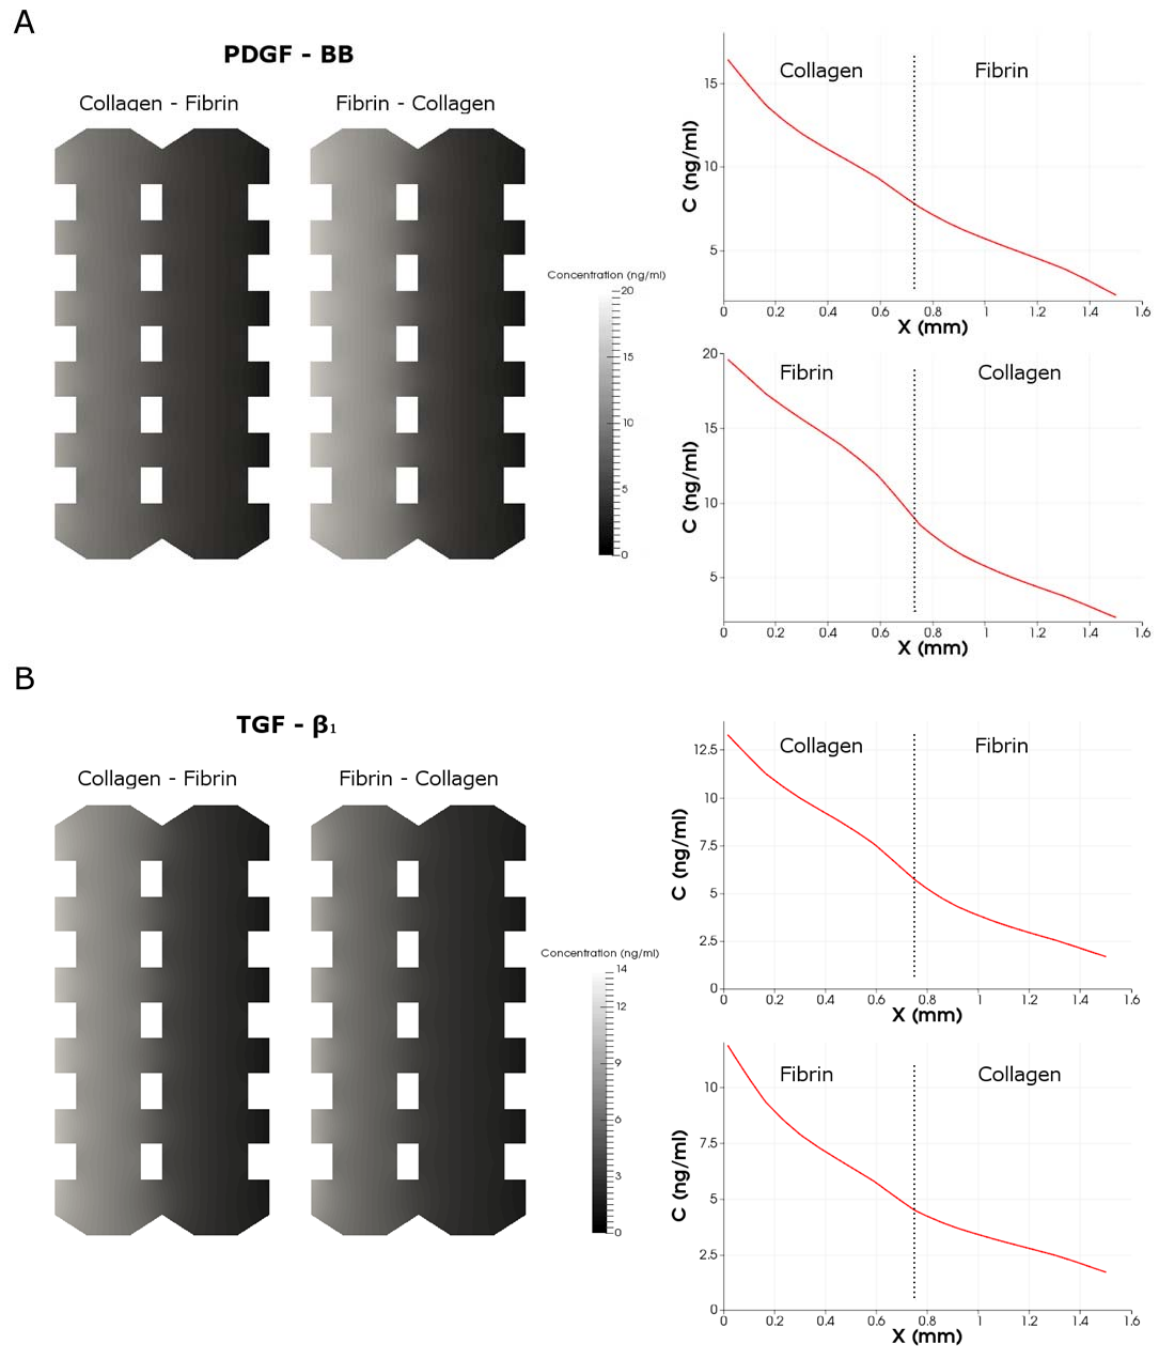 A
PDGF - BB
Collagen - Fibrin
Fibrin - Collagen
Concentration (ng/ml)
20
15
10
5
0
Collagen
Fibrin
15
10
5
C (ng/ml)
0 0.2 0.4 0.6 0.8 1 1.2 1.4 1.6
X (mm)
Fibrin
Collagen
20
15
10
5
C (ng/ml)
0 0.2 0.4 0.6 0.8 1 1.2 1.4 1.6
X (mm)
B
TGF - β₁
Collagen - Fibrin
Fibrin - Collagen
Concentration (ng/ml)
14
12
9
6
3
0
Collagen
Fibrin
12.5
10
7.5
5
2.5
0
C (ng/ml)
0 0.2 0.4 0.6 0.8 1 1.2 1.4 1.6
X (mm)
Fibrin
Collagen
10
7.5
5
2.5
0
C (ng/ml)
0 0.2 0.4 0.6 0.8 1 1.2 1.4 1.6
X (mm)